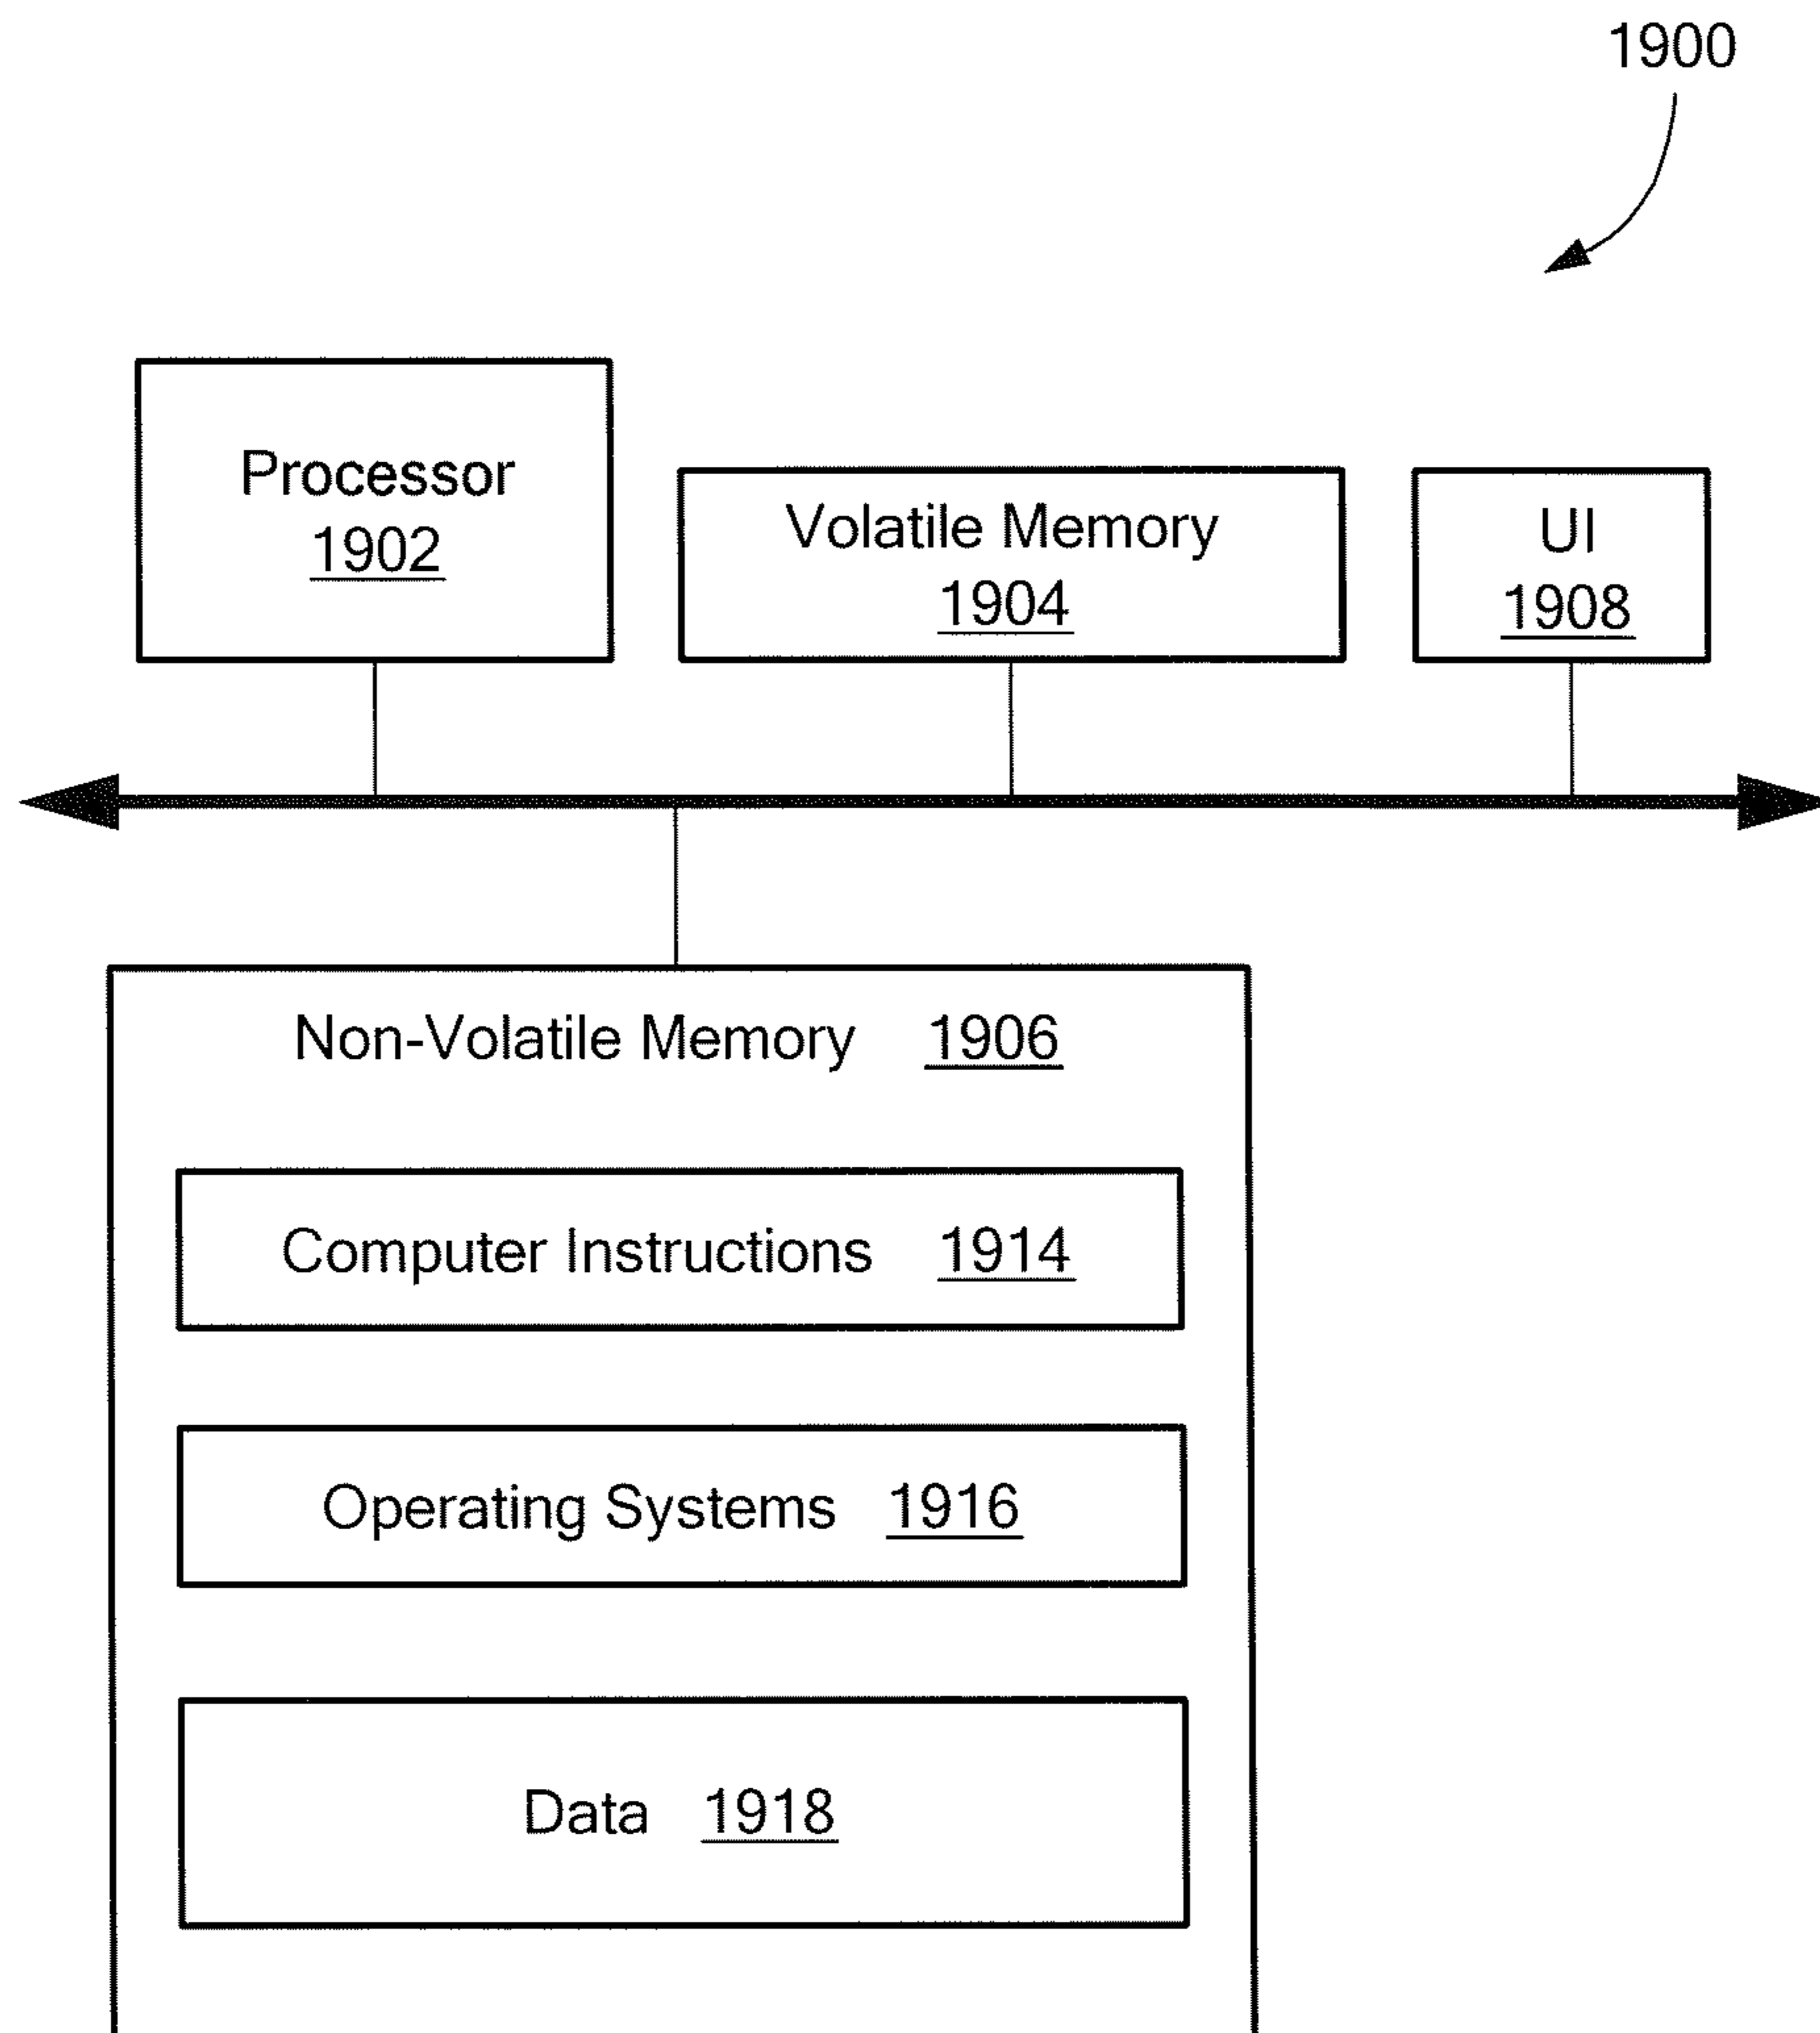 1900
Processor
1902
Volatile Memory
1904
UI
1908
Non-Volatile Memory 1906
Computer Instructions 1914
Operating Systems 1916
Data 1918